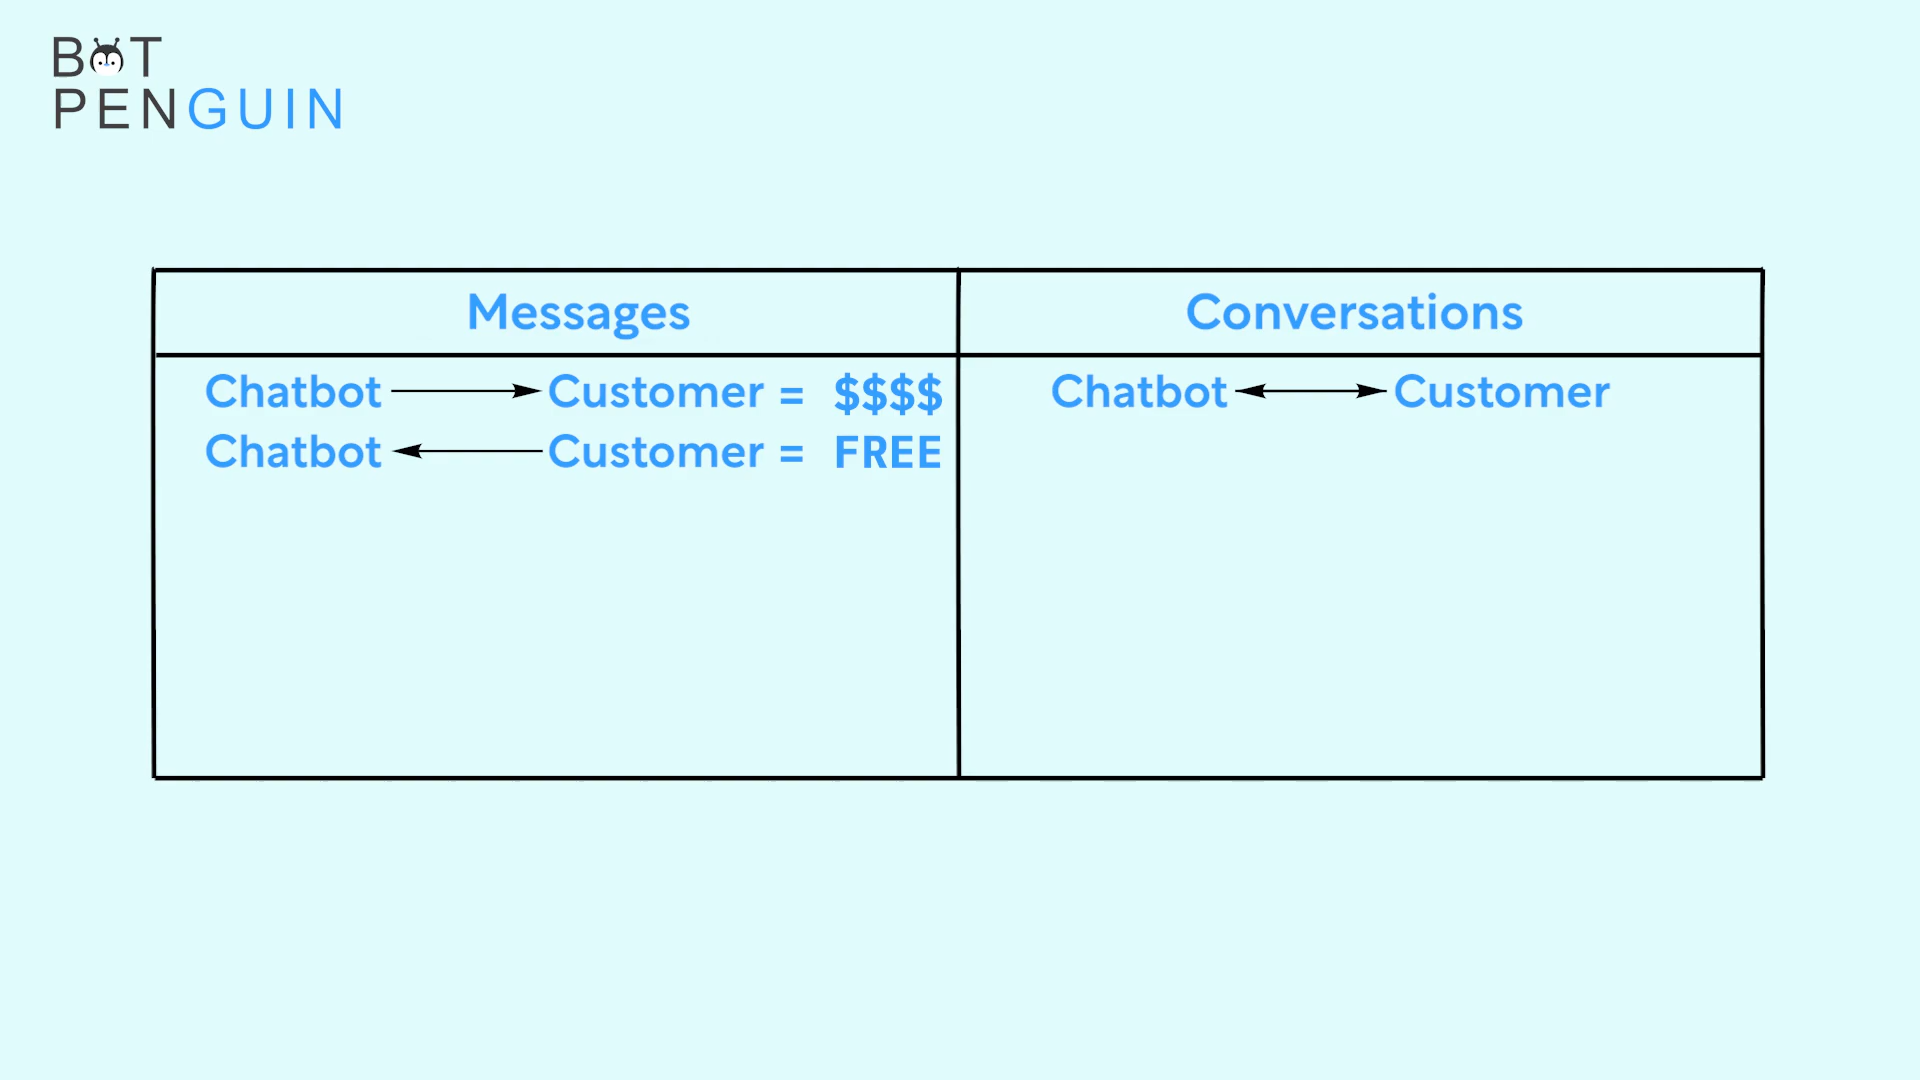 BOT
PENGUIN
Messages
Conversations
Chatbot Customer = $$$$
Chatbot Customer = FREE
Chatbot Customer